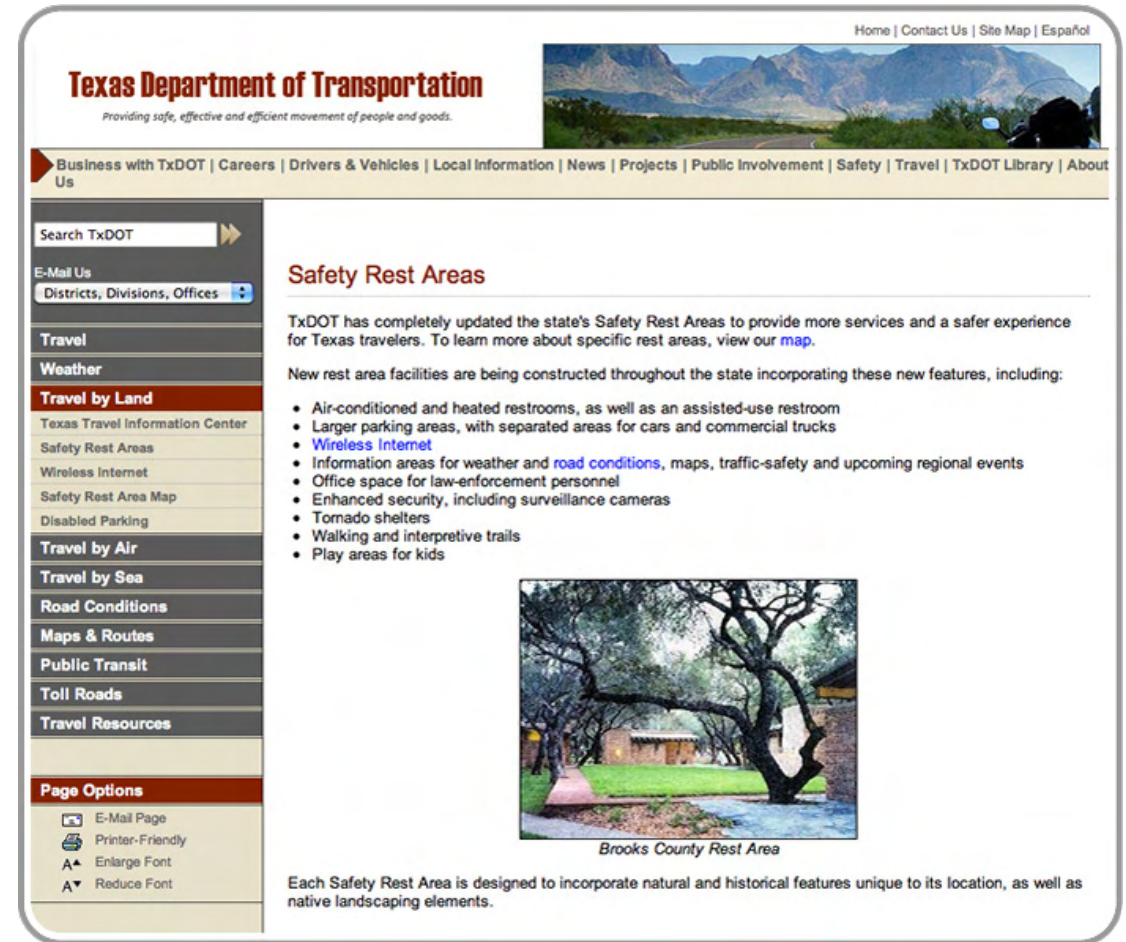 Home | Contact Us | Site Map | Español
Texas Department of Transportation
Providing safe, effective and efficient movement of people and goods.
Business with TxDOT | Careers | Drivers & Vehicles | Local Information | News | Projects | Public Involvement | Safety | Travel | TxDOT Library | About
Us
Search TxDOT
E-Mail Us
Districts, Divisions, Offices
Travel
Weather
Travel by Land
Texas Travel Information Center
Safety Rest Areas
Wireless Internet
Safety Rest Area Map
Disabled Parking
Travel by Air
Travel by Sea
Road Conditions
Maps & Routes
Public Transit
Toll Roads
Travel Resources
Page Options
E-Mail Page
Printer-Friendly
A Enlarge Font
A Reduce Font
Safety Rest Areas
TxDOT has completely updated the state's Safety Rest Areas to provide more services and a safer experience
for Texas travelers. To learn more about specific rest areas, view our map.
New rest area facilities are being constructed throughout the state incorporating these new features, including:
• Air-conditioned and heated restrooms, as well as an assisted-use restroom
• Larger parking areas, with separated areas for cars and commercial trucks
• Wireless Internet
• Information areas for weather and road conditions, maps, traffic-safety and upcoming regional events
• Office space for law-enforcement personnel
• Enhanced security, including surveillance cameras
• Tornado shelters
• Walking and interpretive trails
• Play areas for kids
Brooks County Rest Area
Each Safety Rest Area is designed to incorporate natural and historical features unique to its location, as well as
native landscaping elements.